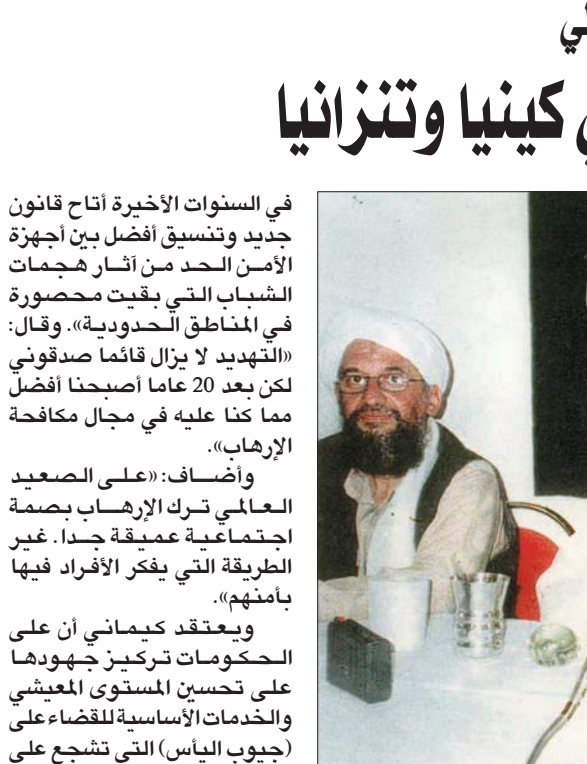 كينيا وتنزانيا
في السنوات الأخيرة أتاح قانون
جديد وتنسيق أفضل بين أجهزة
الأمن الحد من آثار هجمات
الشباب التي بقيت محصورة
في المناطق الحدودية». وقال:
«التهديد لا يزال قائما صدقوني
لكن بعد 20 عاما أصبحنا أفضل
مما كنا عليه في مجال مكافحة
الإرهاب».
وأضاف: «على الصعيد
العالمي ترك الإرهاب بصمة
اجتماعية عميقة جدا. غير
الطريقة التي يفكر الأفراد فيها
بأمنهم».
ويعتقد كيماني أن على
الحكومات تركيز جهودها
على تحسين المستوى المعيشي
والخدمات الأساسية للقضاء على
(جيوب اليأس) التي تشجع على